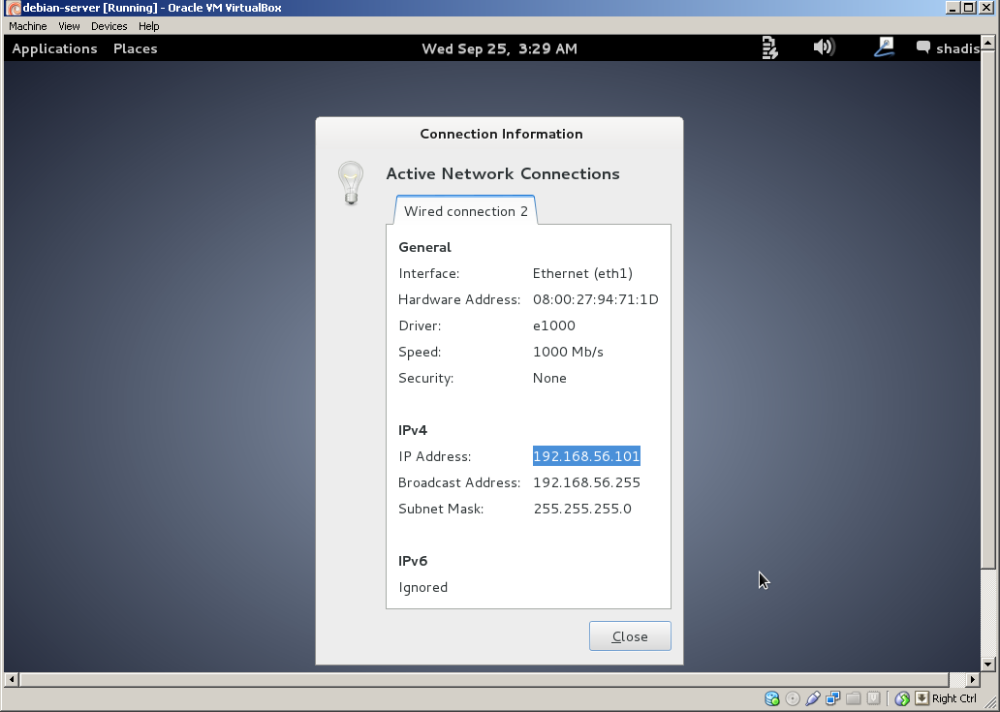 debian-server [Running] - Oracle VM VirtualBox
Machine View Devices Help
Applications Places Wed Sep 25, 3:29 AM shadis
Connection Information
Active Network Connections
Wired connection 2
General
Interface: Ethernet (eth1)
Hardware Address: 08:00:27:94:71:1D
Driver: e1000
Speed: 1000 Mb/s
Security: None
IPv4
IP Address: 192.168.56.101
Broadcast Address: 192.168.56.255
Subnet Mask: 255.255.255.0
IPv6
Ignored
Close
Right Ctrl